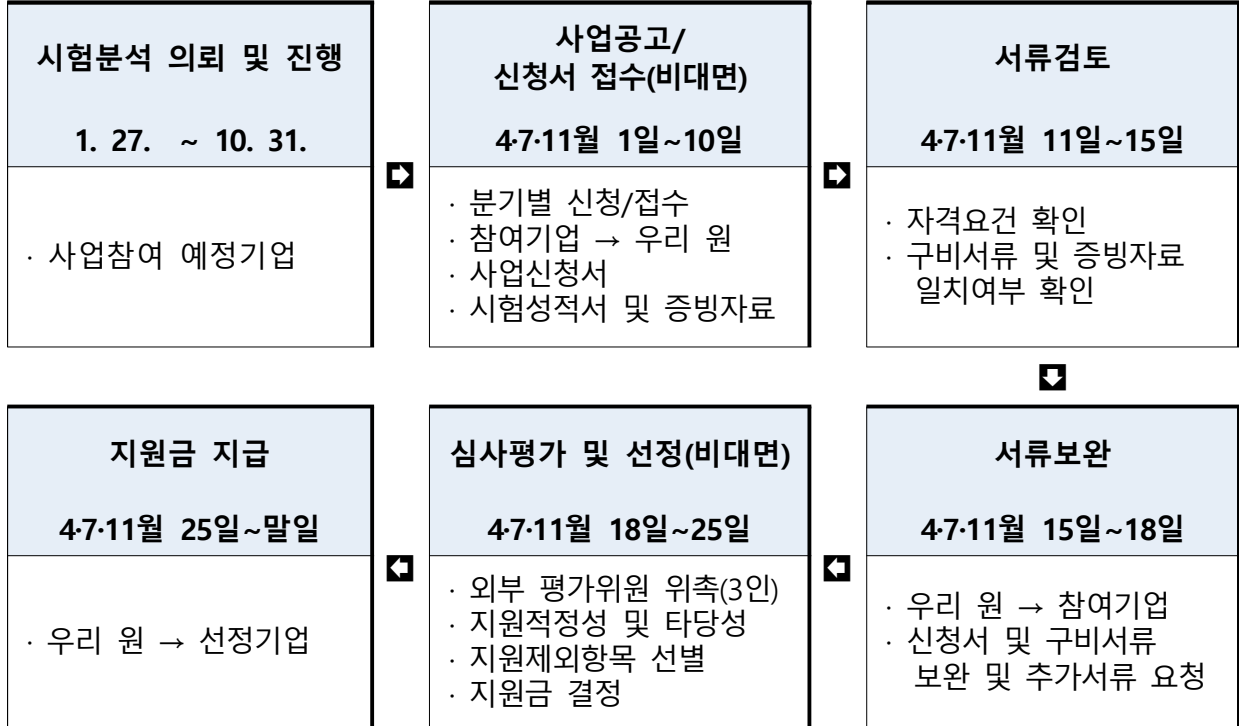 시험분석 의뢰 및 진행
1. 27. ~ 10. 31.
· 사업참여 예정기업
사업공고/
신청서 접수(비대면)
4·7·11월 1일~10일
· 분기별 신청/접수
· 참여기업 → 우리 원
· 사업신청서
· 시험성적서 및 증빙자료
서류검토
4·7·11월 11일~15일
· 자격요건 확인
· 구비서류 및 증빙자료
일치여부 확인
서류보완
4·7·11월 15일~18일
· 우리 원 → 참여기업
· 신청서 및 구비서류
보완 및 추가서류 요청
심사평가 및 선정(비대면)
4·7·11월 18일~25일
· 외부 평가위원 위촉(3인)
· 지원적정성 및 타당성
· 지원제외항목 선별
· 지원금 결정
지원금 지급
4·7·11월 25일~말일
· 우리 원 → 선정기업